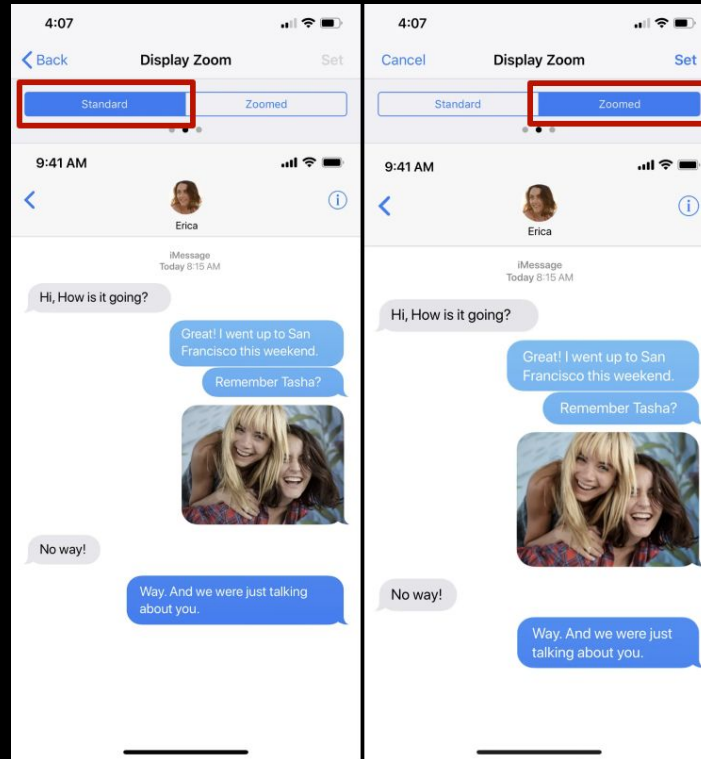 4:07
Back Display Zoom Set
Standard Zoomed
9:41 AM
Erica
iMessage
Today 8:15 AM
Hi, How is it going?
Great! I went up to San
Francisco this weekend.
Remember Tasha?
No way!
Way. And we were just talking
about you.
4:07
Cancel Display Zoom Set
Standard Zoomed
9:41 AM
Erica
iMessage
Today 8:15 AM
Hi, How is it going?
Great! I went up to San
Francisco this weekend.
Remember Tasha?
No way!
Way. And we were just
talking about you.